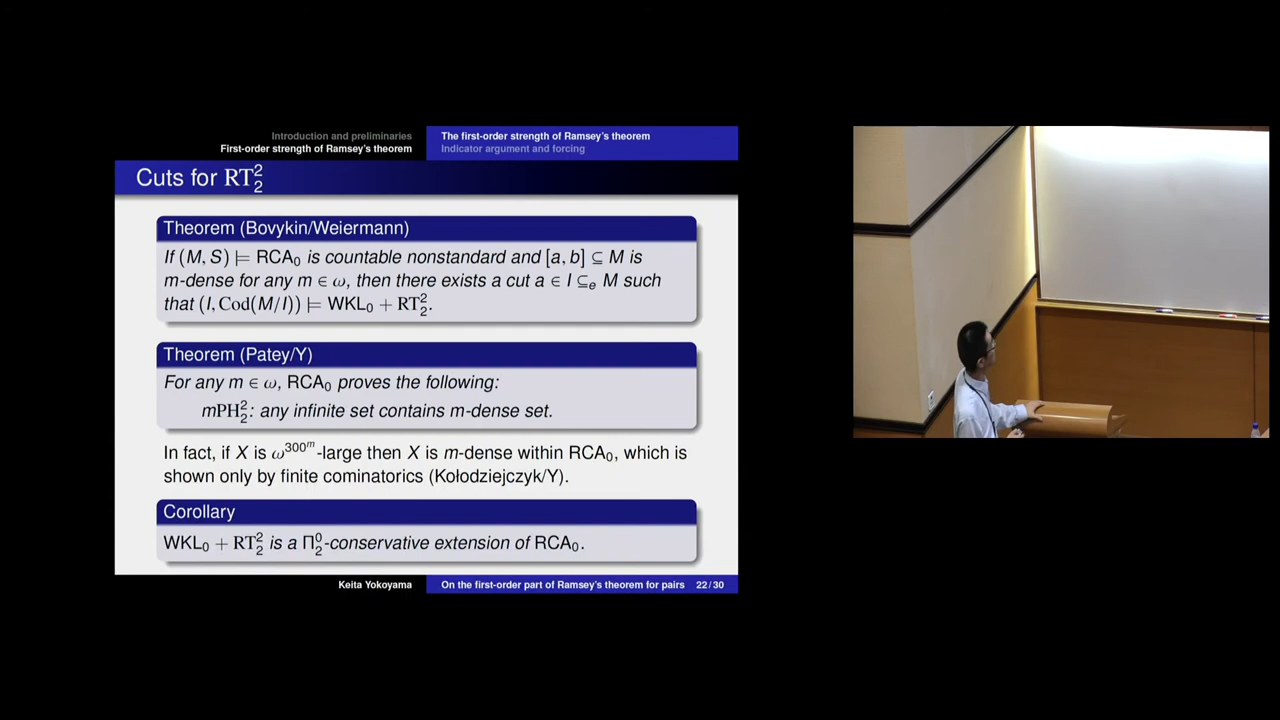 Introduction and preliminaries
First-order strength of Ramsey's theorem
The first-order strength of Ramsey's theorem
Indicator argument and forcing
Cuts for RT²₂
Theorem (Bovykin/Weiermann)
If (M, S) ⊨ RCA₀ is countable nonstandard and [a, b] ⊆ M is
m-dense for any m ∈ ω, then there exists a cut a ∈ I ⊆ₑ M such
that (I, Cod(M/I)) ⊨ WKL₀ + RT²₂.
Theorem (Patey/Y)
For any m ∈ ω, RCA₀ proves the following:
mPH²₂: any infinite set contains m-dense set.
In fact, if X is ω^{300^m}-large then X is m-dense within RCA₀, which is
shown only by finite cominatorics (Kołodziejczyk/Y).
Corollary
WKL₀ + RT²₂ is a Π⁰₂-conservative extension of RCA₀.
Keita Yokoyama
On the first-order part of Ramsey's theorem for pairs 22 / 30